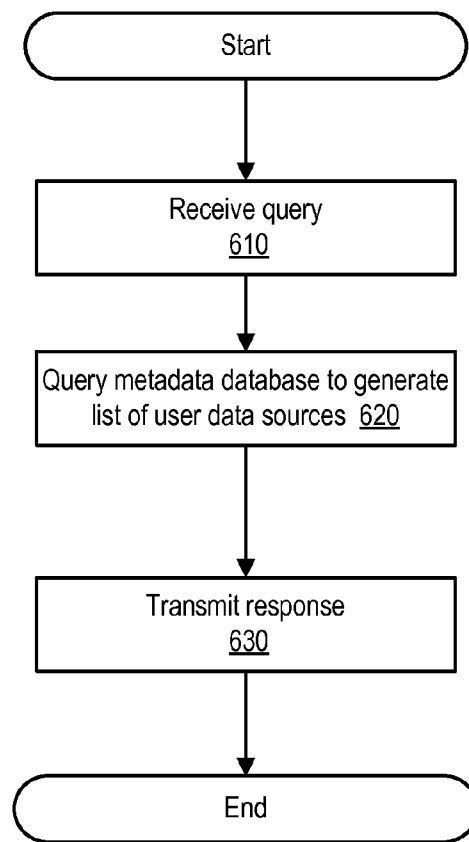 Start
Receive query
610
Query metadata database to generate
list of user data sources 620
Transmit response
630
End